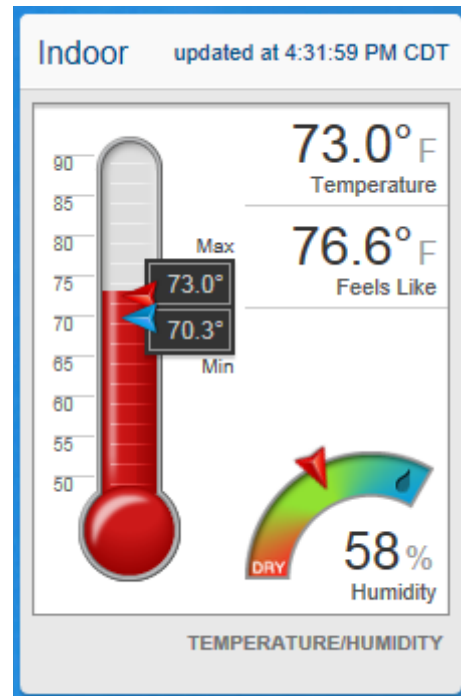 Indoor updated at 4:31:59 PM CDT
73.0° F
Temperature
76.6° F
Feels Like
90
85
80
75
70
65
60
55
50
Max
73.0°
70.3°
Min
DRY
58 %
Humidity
TEMPERATURE/HUMIDITY